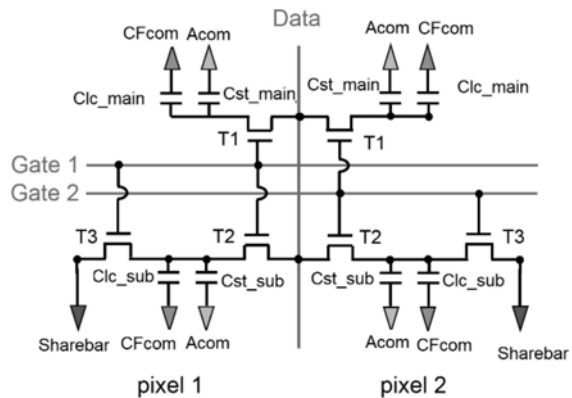 Data
CFcom Acom Acom CFcom
Clc_main Cst_main Cst_main Clc_main
T1 T1
Gate 1
Gate 2
T3 T2 T2 T3
Clc_sub Cst_sub Cst_sub Clc_sub
Sharebar CFcom Acom Acom CFcom Sharebar
pixel 1 pixel 2